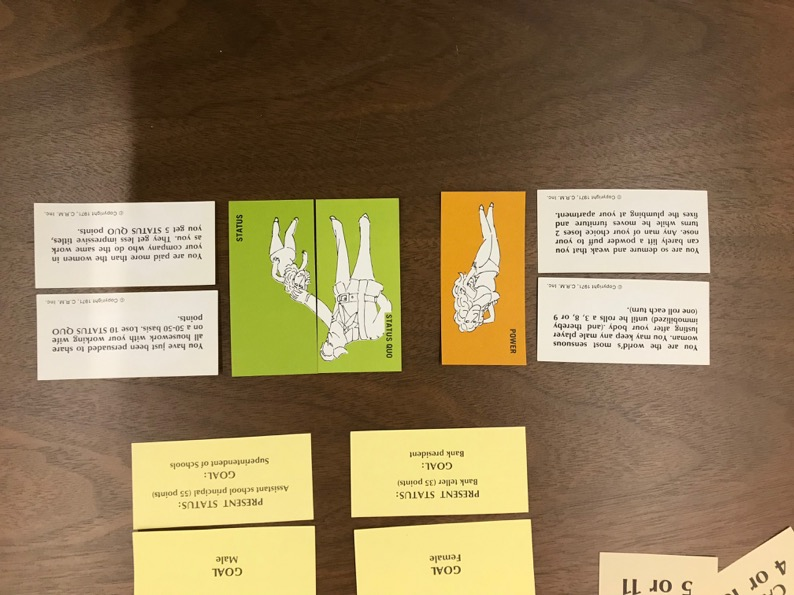 You are paid more than the women in
your company who do the same work
as you. They get less impressive titles,
you get 5 STATUS QUO points.
© Copyright 1971, C.R.M. Inc.
You have just been persuaded to share
all housework with your working wife
on a 50-50 basis. Lose 10 STATUS QUO
points
© Copyright 1971, C.R.M. Inc.
STATUS
STATUS QUO
POWER
You are so demure and weak that you
can barely lift a powder puff to your
nose. Any man of your choice loses 2
turns while he moves furniture and
fixes the plumbing at your apartment.
© Copyright 1971, C.R.M. Inc.
You are the world's most sensuous
woman. You may keep any male player
lusting after your body (and thereby
immobilized) until he rolls a 3, 8, or 9
(one roll each turn).
© Copyright 1971, C.R.M. Inc.
PRESENT STATUS:
Assistant school principal (55 points)
GOAL:
Superintendent of Schools
PRESENT STATUS:
Bank teller (35 points)
GOAL:
Bank president
GOAL
Male
GOAL
Female
5 or 11
4 or